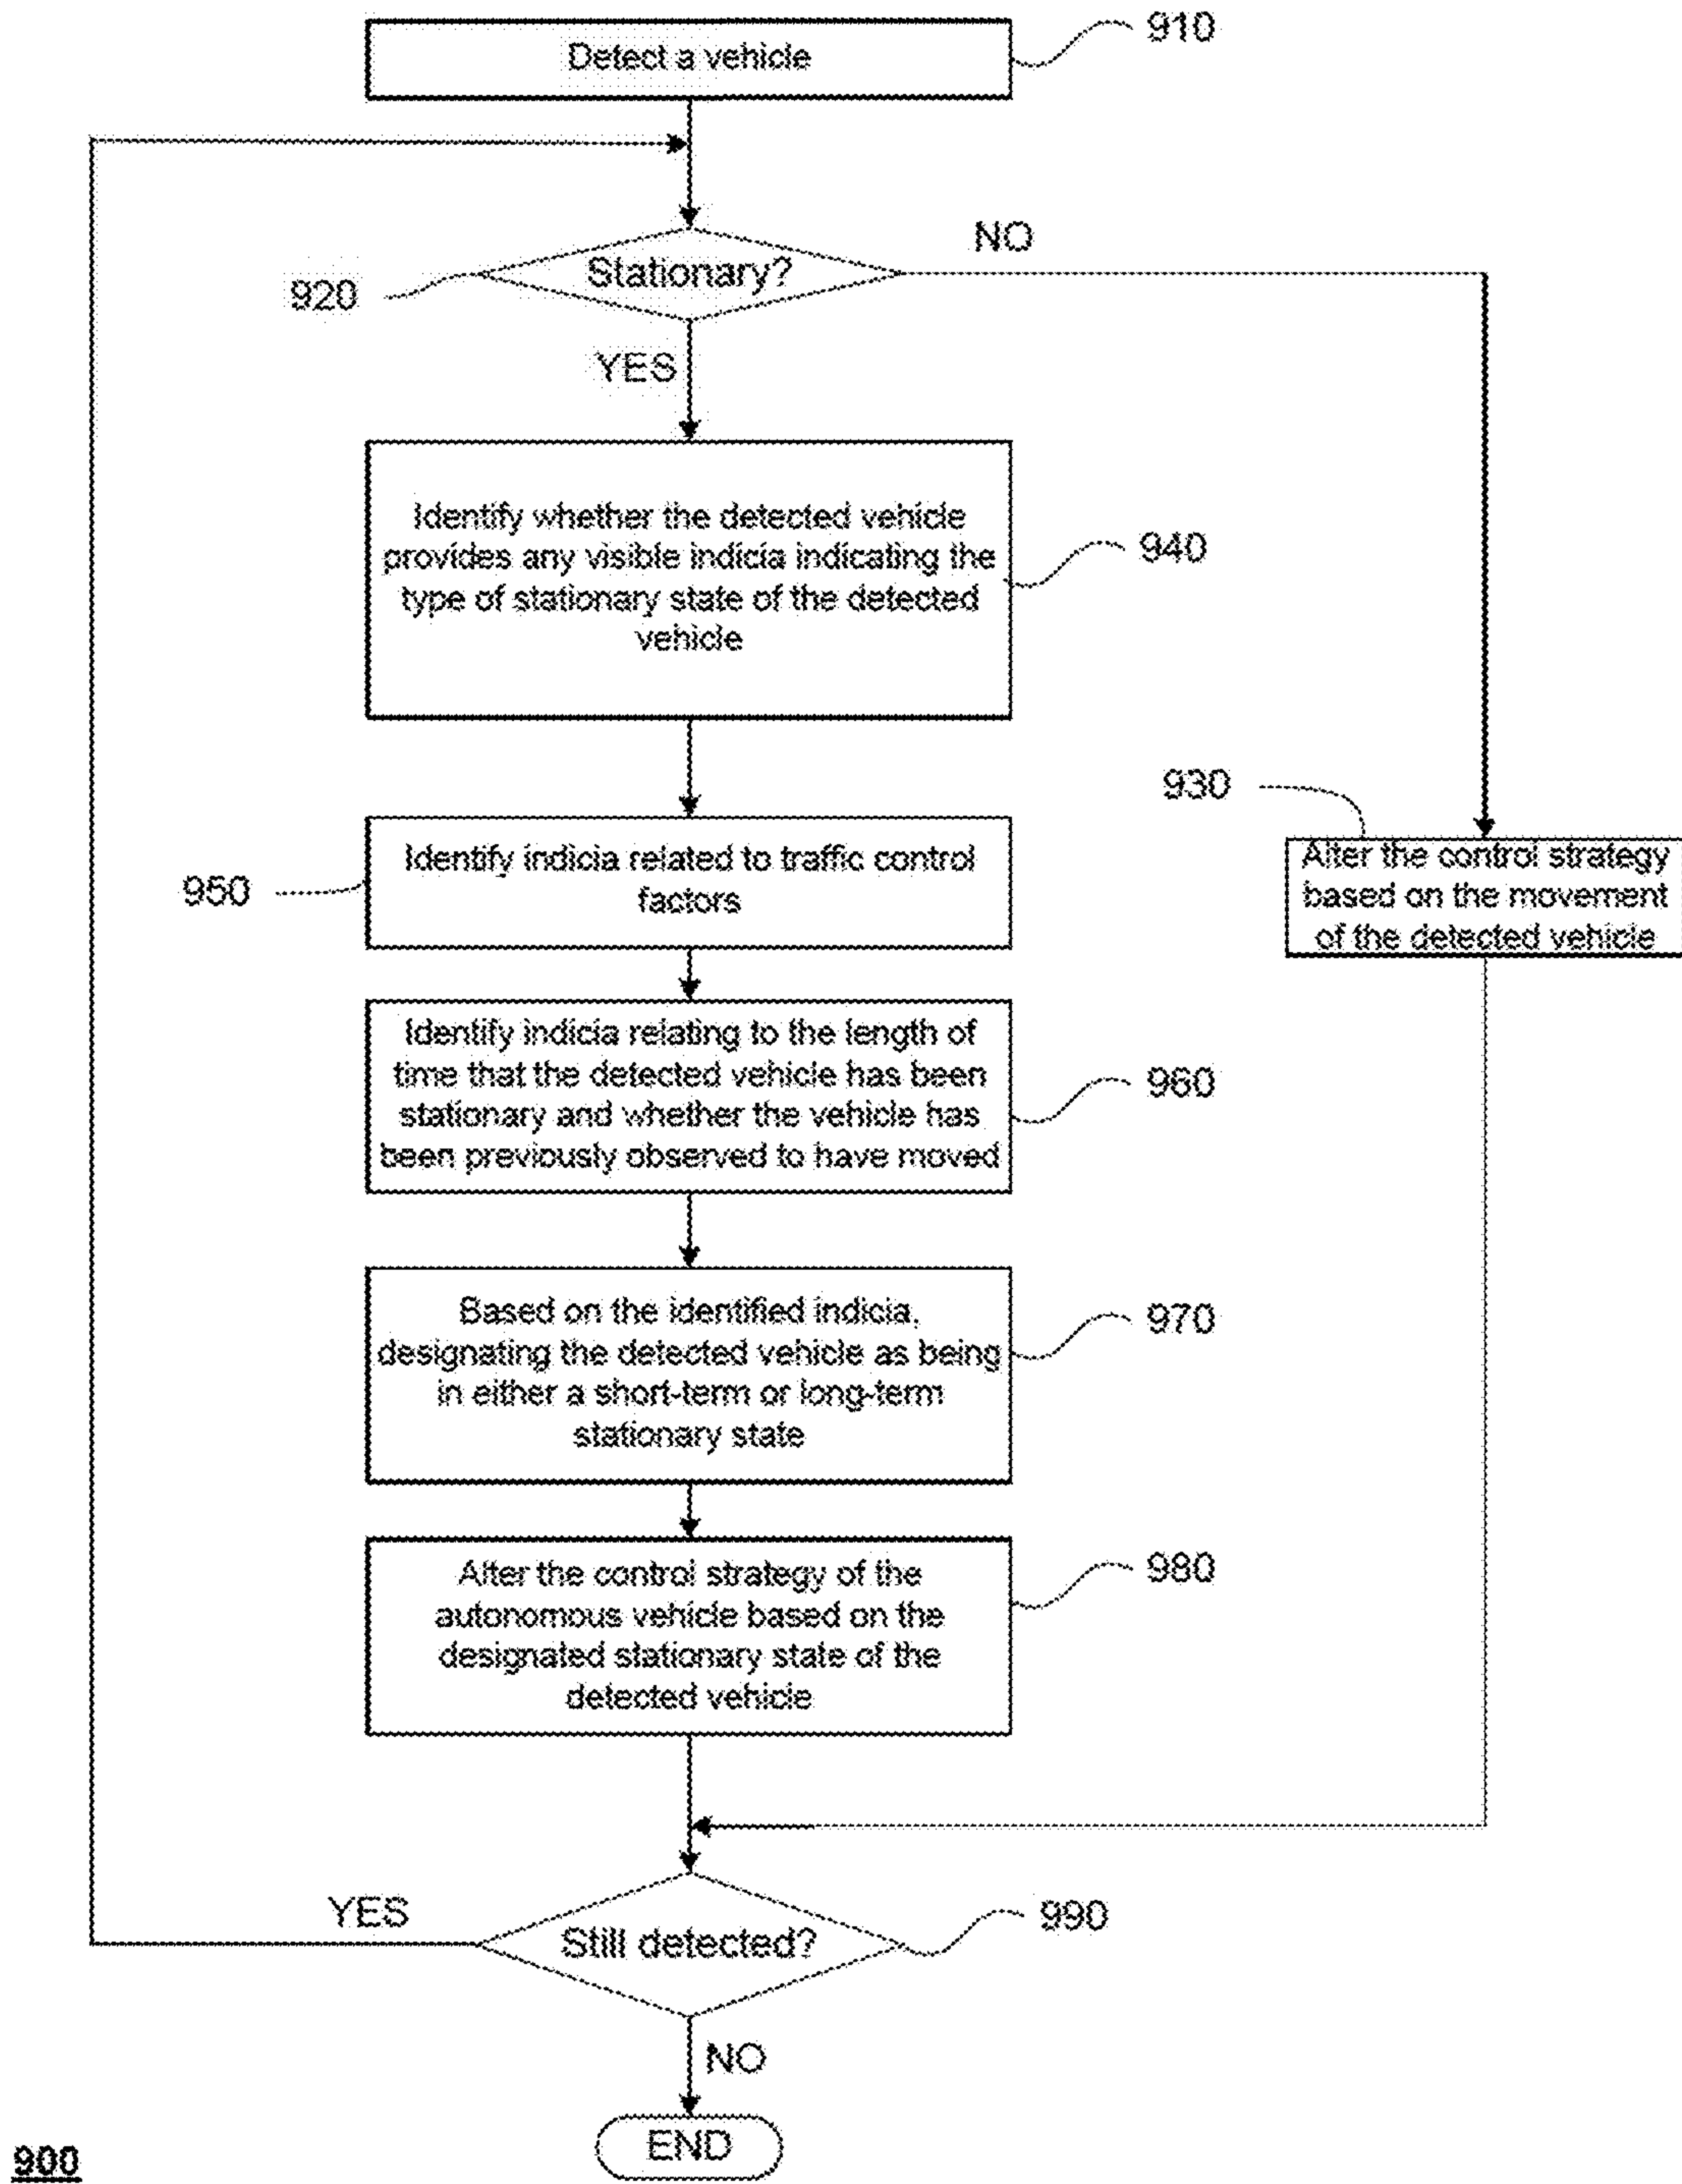 Detect a vehicle
910
Stationary?
NO
920
YES
Identify whether the detected vehicle
provides any visible indicia indicating the
type of stationary state of the detected
vehicle
940
930
Identify indicia related to traffic control
factors
950
Alter the control strategy
based on the movement
of the detected vehicle
Identify indicia relating to the length of
time that the detected vehicle has been
stationary and whether the vehicle has
been previously observed to have moved
960
Based on the identified indicia,
designating the detected vehicle as being
in either a short-term or long-term
stationary state
970
Alter the control strategy of the
autonomous vehicle based on the
designated stationary state of the
detected vehicle
980
YES
Still detected?
990
NO
END
900